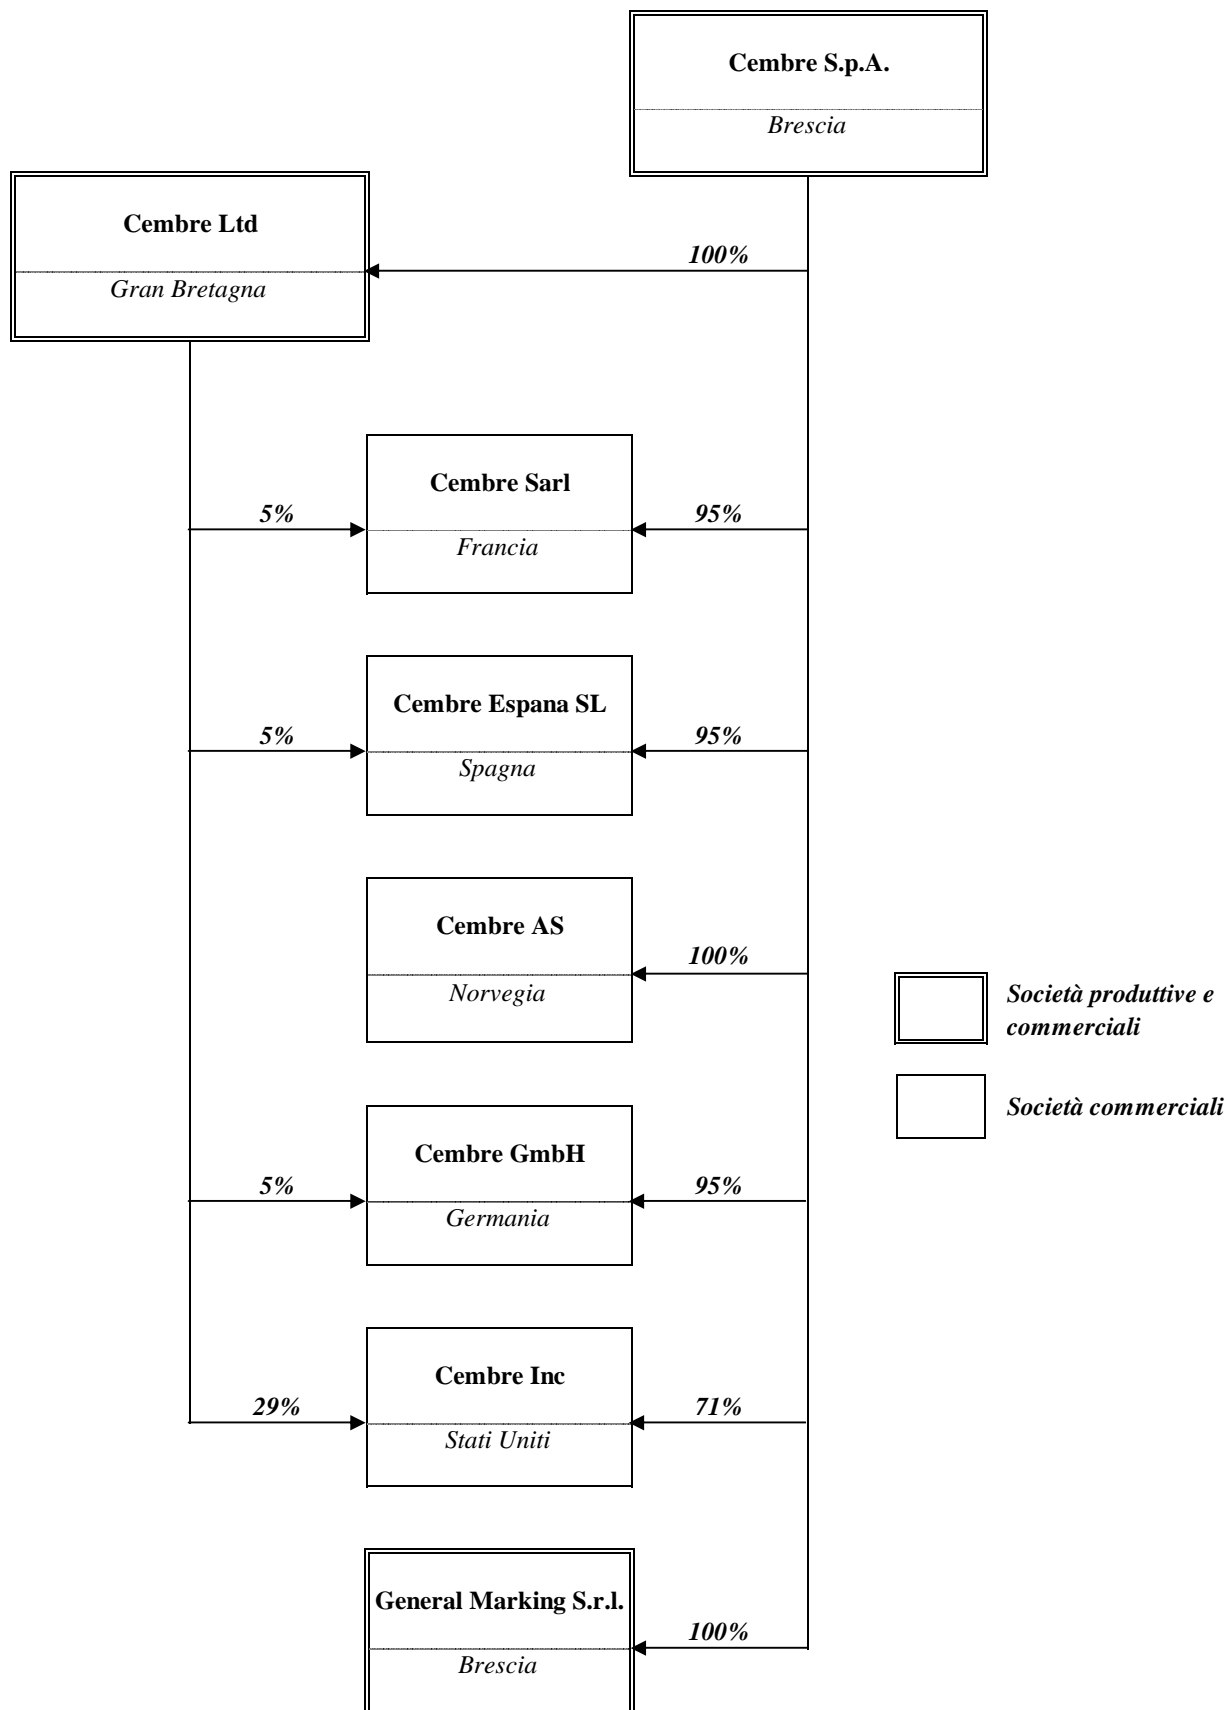 Cembre S.p.A.
Brescia
Cembre Ltd
Gran Bretagna
100%
Cembre Sarl
Francia
5%
95%
Cembre Espana SL
Spagna
5%
95%
Cembre AS
Norvegia
100%
Società produttive e
commerciali
Società commerciali
Cembre GmbH
Germania
5%
95%
Cembre Inc
Stati Uniti
29%
71%
General Marking S.r.l.
Brescia
100%